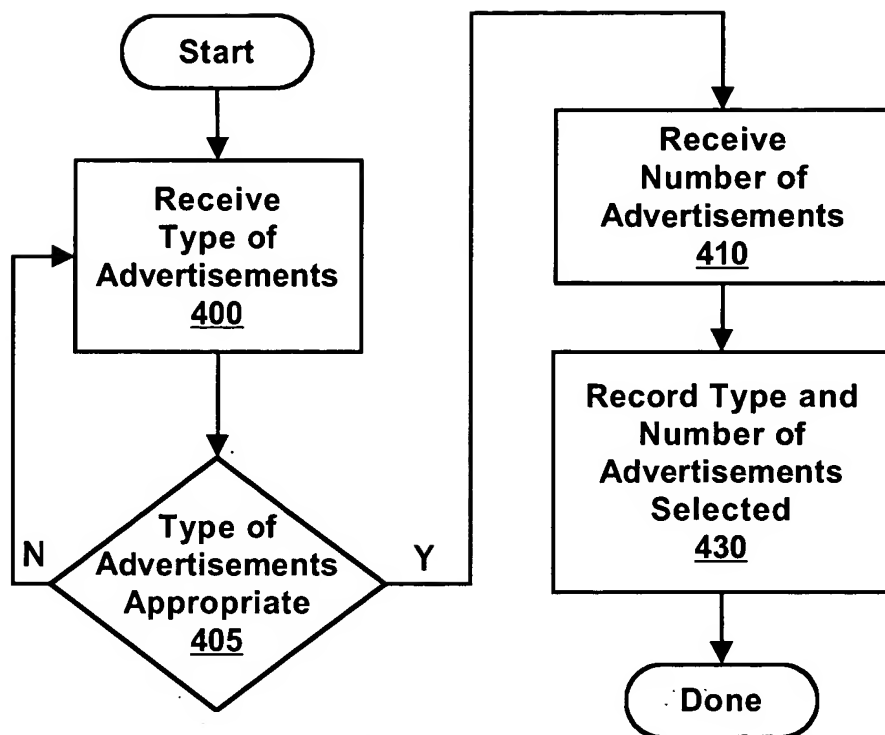 Start
Receive
Type of
Advertisements
400
Type of
Advertisements
Appropriate
405
N
Y
Receive
Number of
Advertisements
410
Record Type and
Number of
Advertisements
Selected
430
Done